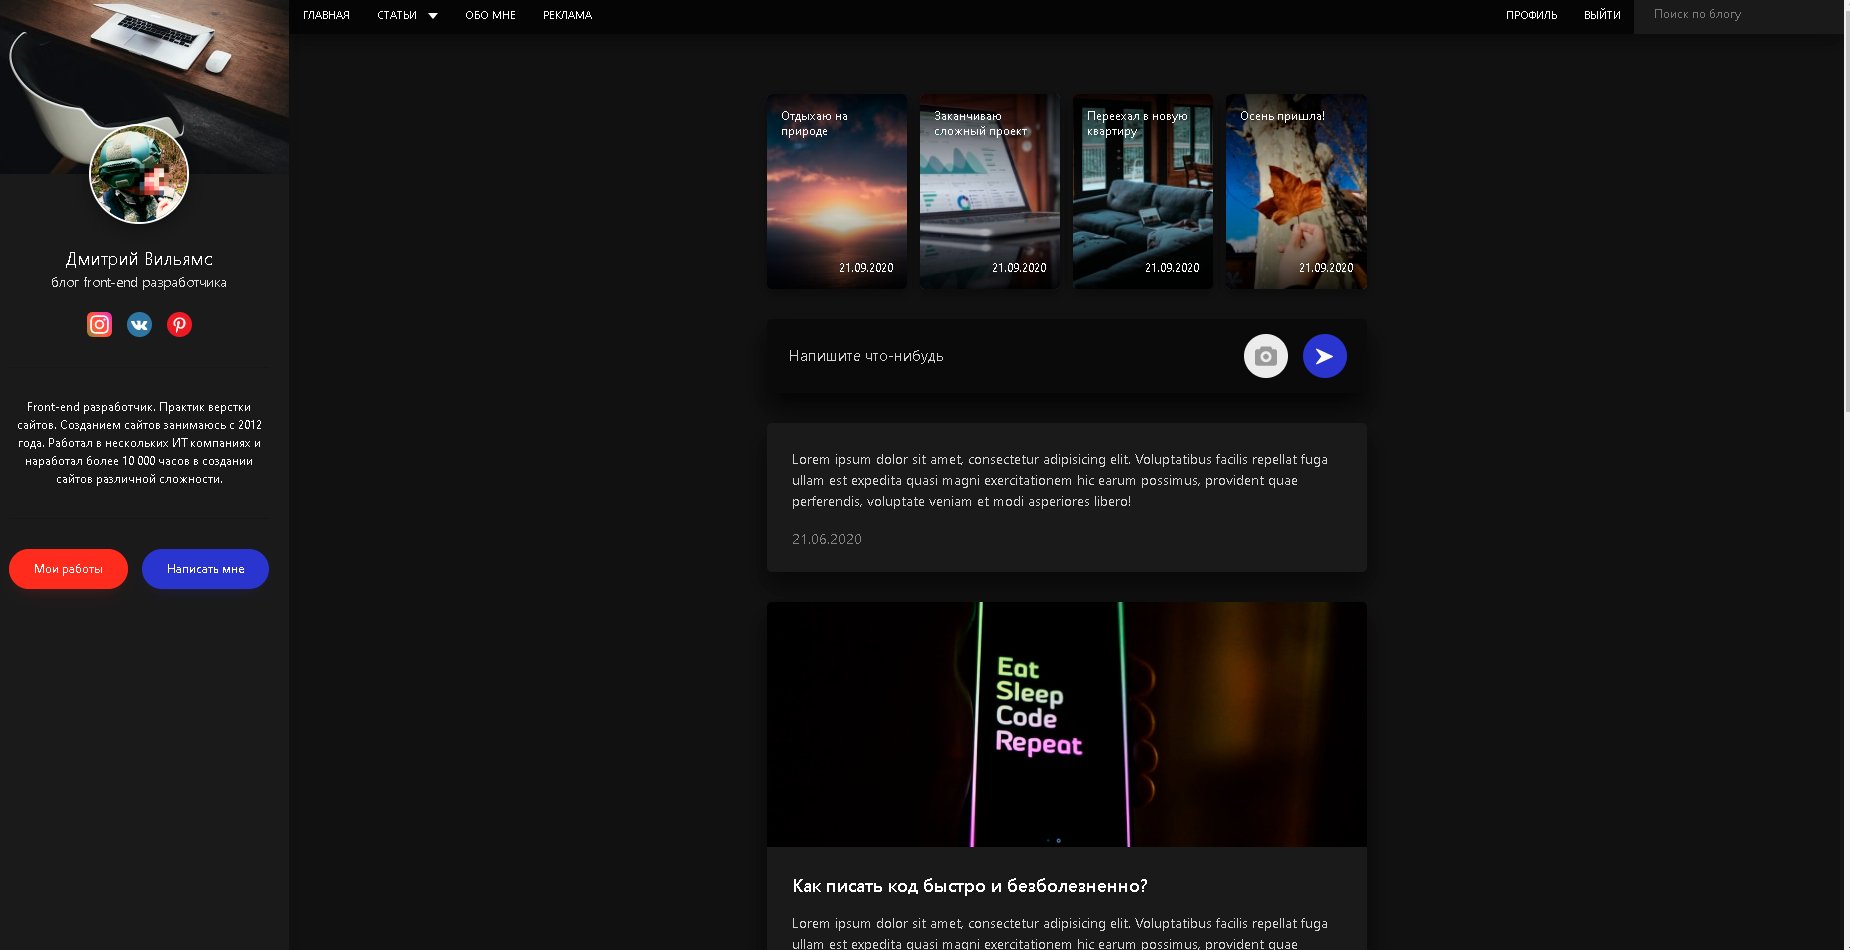 ГЛАВНАЯ СТАТЬИ ОБО МНЕ РЕКЛАМА ПРОФИЛЬ ВЫЙТИ Поиск по блогу
Дмитрий Вильямс
блог front-end разработчика
Front-end разработчик. Практик верстки
сайтов. Созданием сайтов занимаюсь с 2012
года. Работал в нескольких ИТ компаниях и
наработал более 10 000 часов в создании
сайтов различной сложности.
Мои работы
Написать мне
Отдыхаю на
природе
21.09.2020
Заканчиваю
сложный проект
21.09.2020
Переехал в новую
квартиру
21.09.2020
Осень пришла!
21.09.2020
Напишите что-нибудь
Lorem ipsum dolor sit amet, consectetur adipisicing elit. Voluptatibus facilis repellat fuga
ullam est expedita quasi magni exercitationem hic earum possimus, provident quae
perferendis, voluptate veniam et modi asperiores libero!
21.06.2020
Eat
Sleep
Code
Repeat
Как писать код быстро и безболезненно?
Lorem ipsum dolor sit amet, consectetur adipisicing elit. Voluptatibus facilis repellat fuga
ullam est expedita quasi magni exercitationem hic earum possimus, provident quae